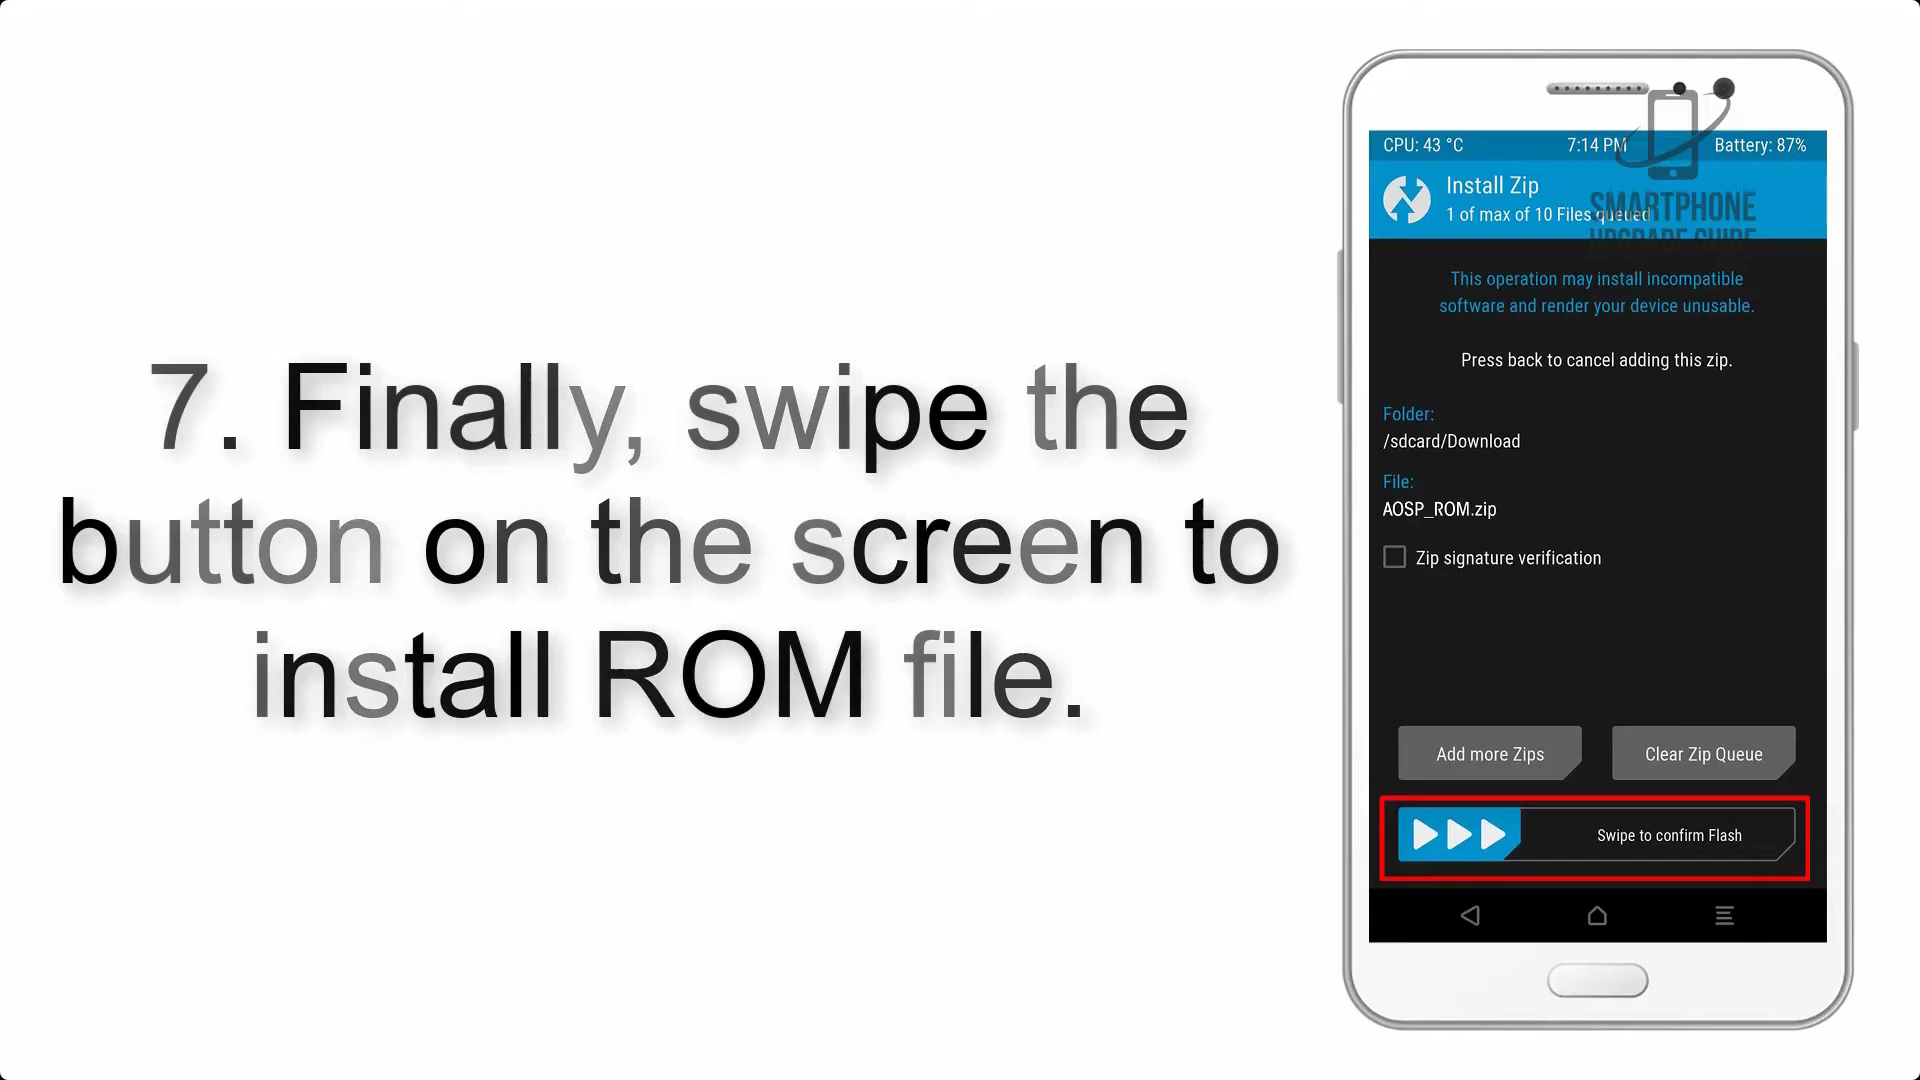 7. Finally, swipe the
button on the screen to
install ROM file.
CPU: 43 °C
7:14 PM
Battery: 87%
Install Zip
1 of max of 10 Files queued
SMARTPHONE
UPGRADE GUIDE
This operation may install incompatible
software and render your device unusable.
Press back to cancel adding this zip.
Folder:
/sdcard/Download
File:
AOSP_ROM.zip
Zip signature verification
Add more Zips
Clear Zip Queue
Swipe to confirm Flash